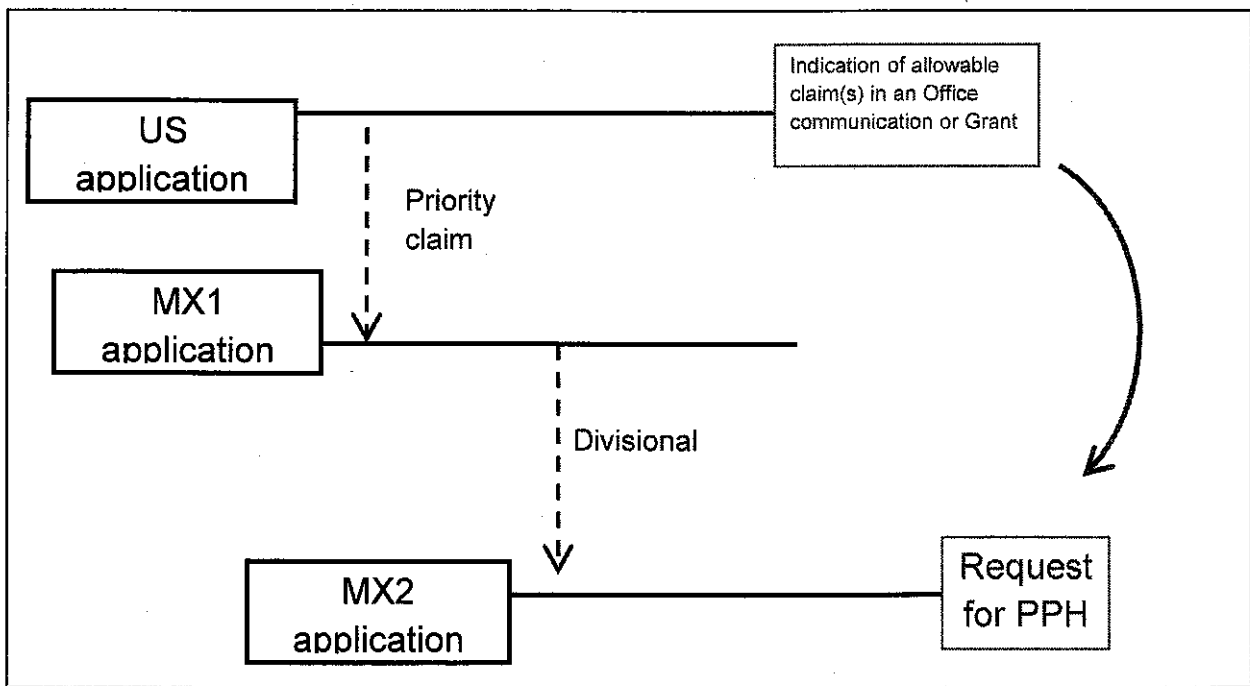 Indication of allowable
claim(s) in an Office
communication or Grant
US
application
Priority
claim
MX1
application
Divisional
MX2
application
Request
for PPH